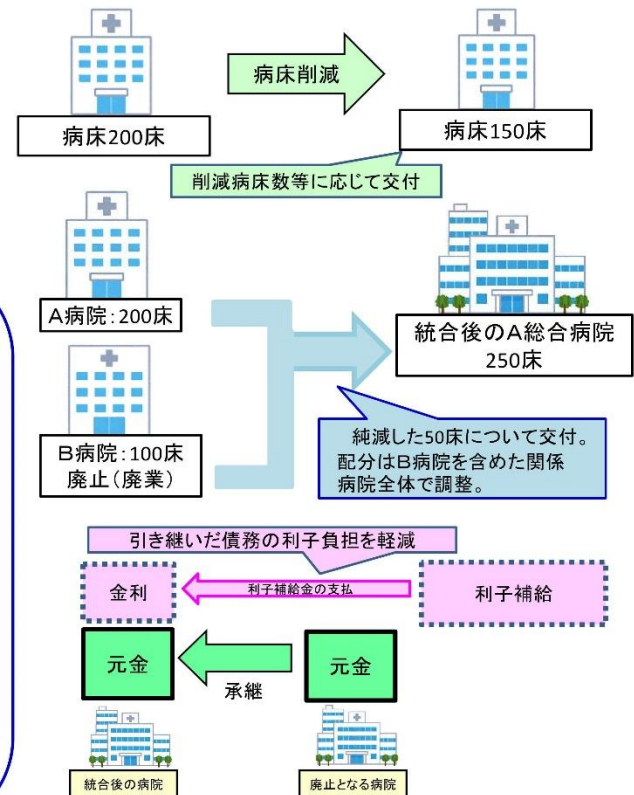 病床削減
病床200床
病床150床
削減病床数等に応じて交付
A病院:200床
B病院:100床
廃止(廃業)
統合後のA総合病院
250床
純減した50床について交付。
配分はB病院を含めた関係
病院全体で調整。
引き継いだ債務の利子負担を軽減
金利
利子補給金の支払
利子補給
元金
承継
元金
統合後の病院
廃止となる病院